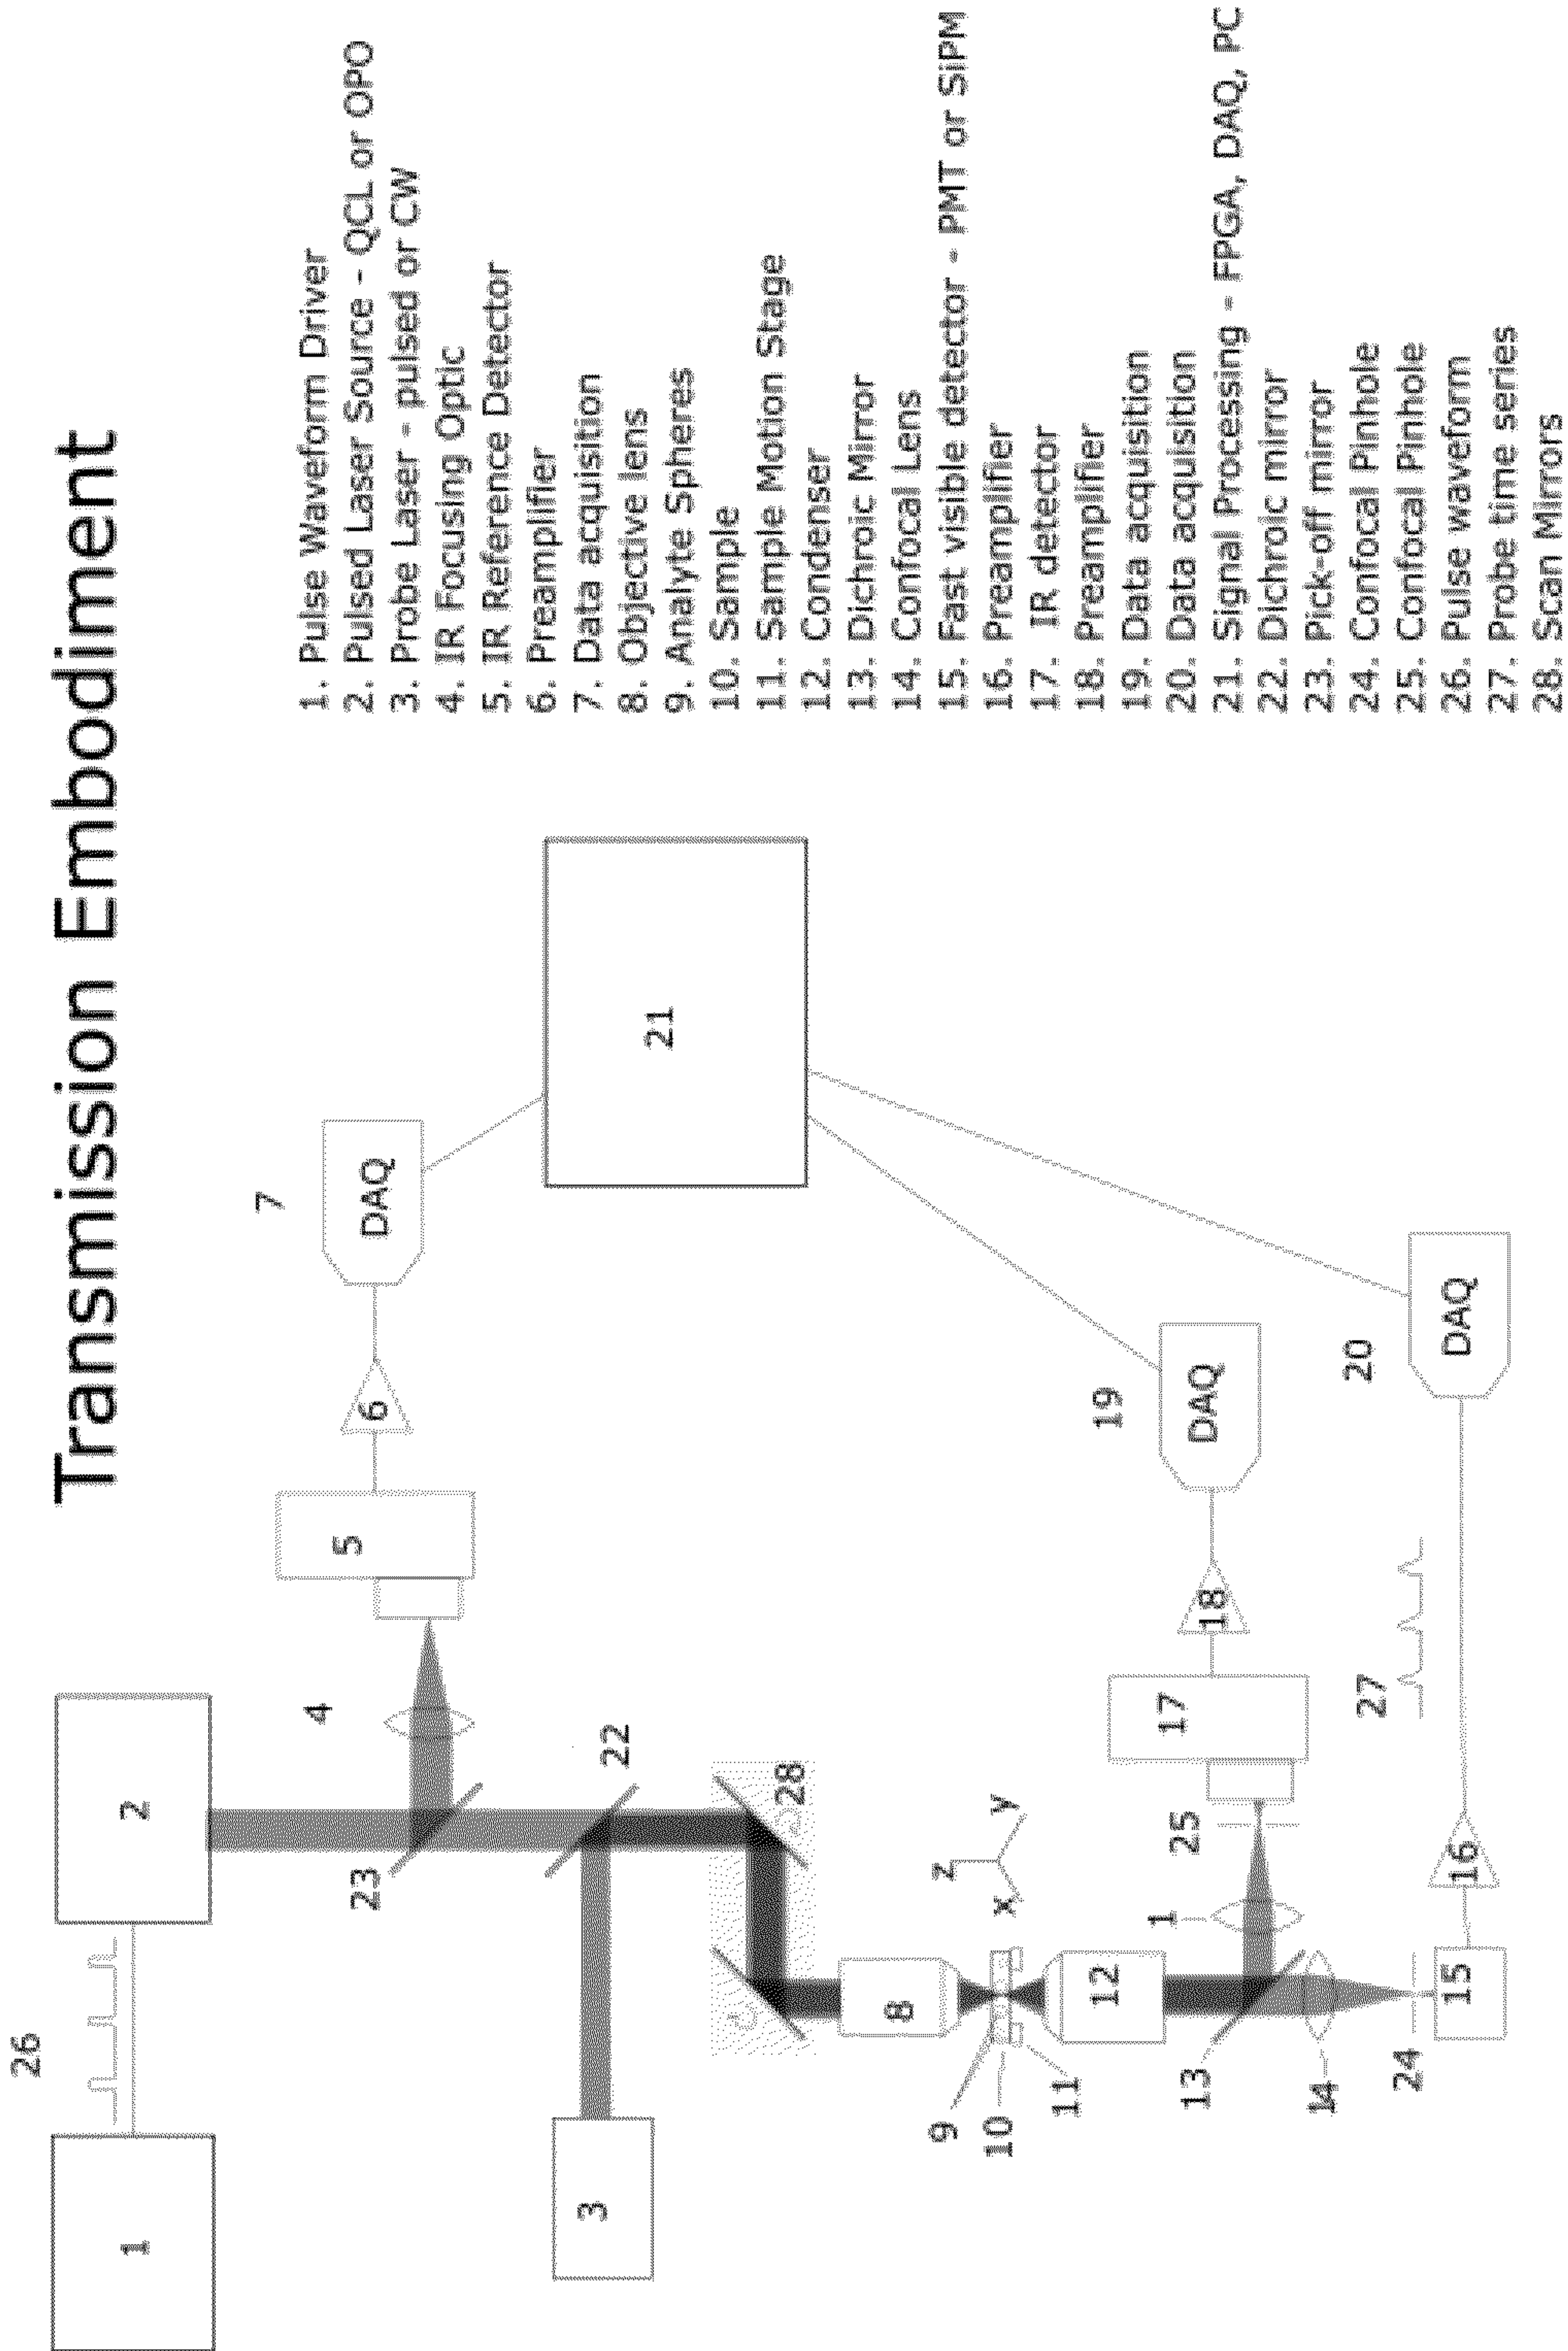 Transmission Embodiment
26
1
2
23
4
5
6
7
DAQ
3
22
28
21
8
9
10
11
z
x
y
12
13
14
1
25
17
18
19
DAQ
24
15
16
27
20
DAQ
1. Pulse Waveform Driver
2. Pulsed Laser Source - QCL or OPO
3. Probe Laser - pulsed or CW
4. IR Focusing Optic
5. IR Reference Detector
6. Preamplifier
7. Data acquisition
8. Objective lens
9. Analyte Spheres
10. Sample
11. Sample Motion Stage
12. Condenser
13. Dichroic Mirror
14. Confocal Lens
15. Fast visible detector - PMT or SiPM
16. Preamplifier
17. IR detector
18. Preamplifier
19. Data acquisition
20. Data acquisition
21. Signal Processing - FPGA, DAQ, PC
22. Dichroic mirror
23. Pick-off mirror
24. Confocal Pinhole
25. Confocal Pinhole
26. Pulse waveform
27. Probe time series
28. Scan Mirrors